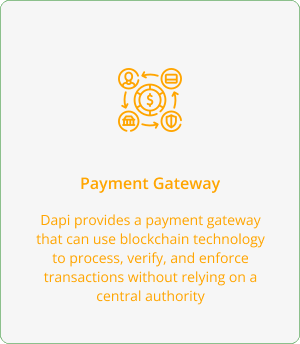 Payment Gateway
Dapi provides a payment gateway
that can use blockchain technology
to process, verify, and enforce
transactions without relying on a
central authority